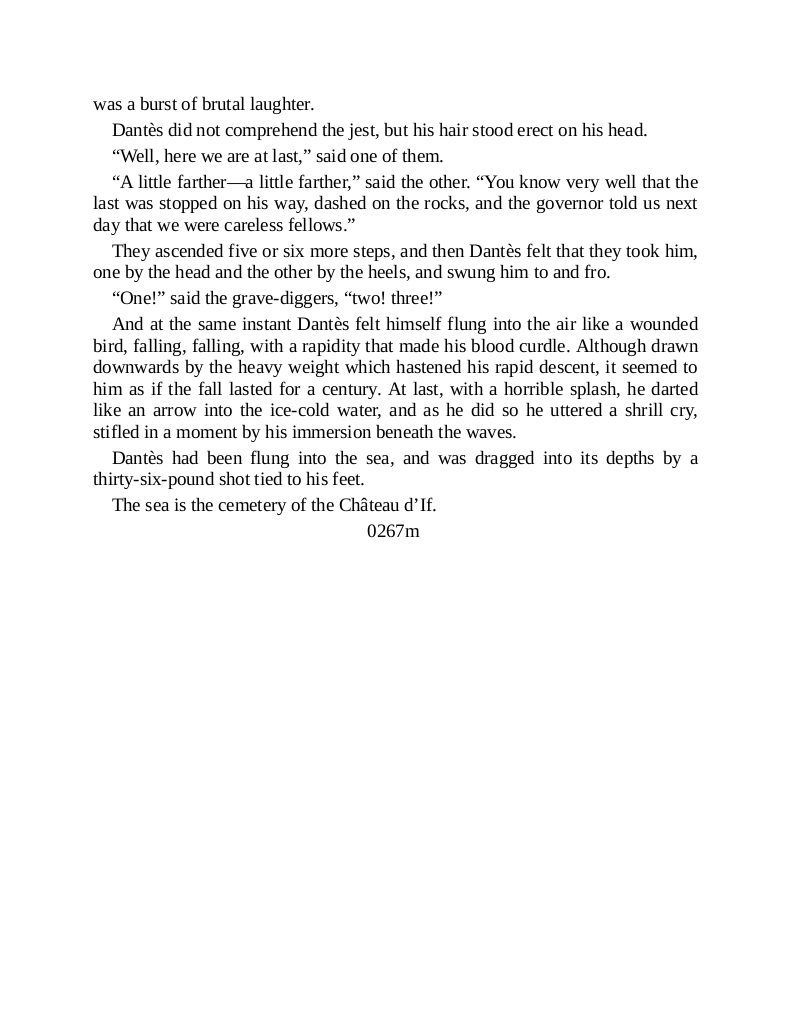 was a burst of brutal laughter.
Dantès did not comprehend the jest, but his hair stood erect on his head.
“Well, here we are at last,” said one of them.
“A little farther—a little farther,” said the other. “You know very well that the
last was stopped on his way, dashed on the rocks, and the governor told us next
day that we were careless fellows.”
They ascended five or six more steps, and then Dantès felt that they took him,
one by the head and the other by the heels, and swung him to and fro.
“One!” said the grave-diggers, “two! three!”
And at the same instant Dantès felt himself flung into the air like a wounded
bird, falling, falling, with a rapidity that made his blood curdle. Although drawn
downwards by the heavy weight which hastened his rapid descent, it seemed to
him as if the fall lasted for a century. At last, with a horrible splash, he darted
like an arrow into the ice-cold water, and as he did so he uttered a shrill cry,
stifled in a moment by his immersion beneath the waves.
Dantès had been flung into the sea, and was dragged into its depths by a
thirty-six-pound shot tied to his feet.
The sea is the cemetery of the Château d’If.
0267m